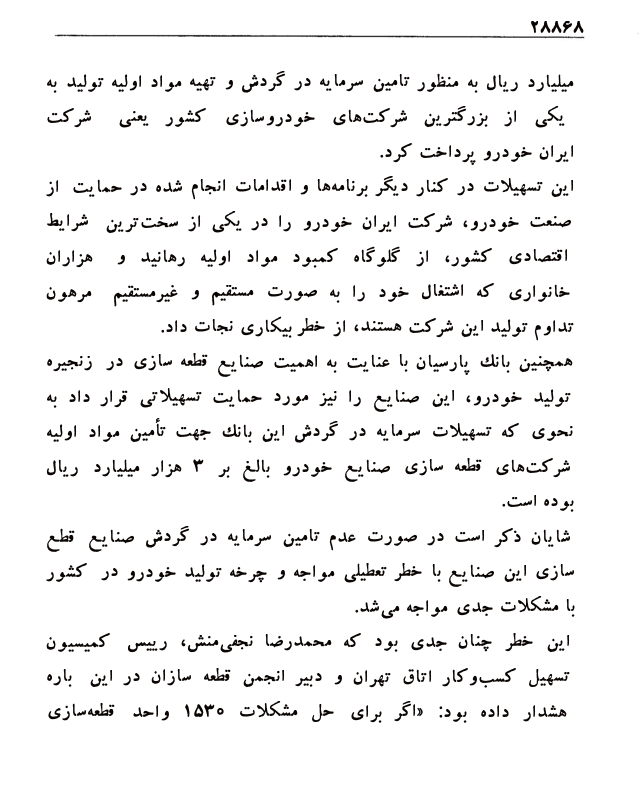 ۲۸۸۶۸
میلیارد ریال به منظور تامین سرمایه در گردش و تهیه مواد اولیه تولید به
یکی از بزرگترین شرکت‌های خودروسازی کشور یعنی شرکت
ایران خودرو پرداخت کرد.
این تسهیلات در کنار دیگر برنامه‌ها و اقدامات انجام شده در حمایت از
صنعت خودرو، شرکت ایران خودرو را در یکی از سخت‌ترین شرایط
اقتصادی کشور، از گلوگاه کمبود مواد اولیه رهانید و هزاران
خانواری که اشتغال خود را به صورت مستقیم و غیرمستقیم مرهون
تداوم تولید این شرکت هستند، از خطر بیکاری نجات داد.
همچنین بانك پارسیان با عنایت به اهمیت صنایع قطعه سازی در زنجیره
تولید خودرو، این صنایع را نیز مورد حمایت تسهیلاتی قرار داد به
نحوی که تسهیلات سرمایه در گردش این بانك جهت تأمین مواد اولیه
شرکت‌های قطعه سازی صنایع خودرو بالغ بر ۳ هزار میلیارد ریال
بوده است.
شایان ذکر است در صورت عدم تامین سرمایه در گردش صنایع قطع
سازی این صنایع با خطر تعطیلی مواجه و چرخه تولید خودرو در کشور
با مشکلات جدی مواجه می‌شد.
این خطر چنان جدی بود که محمدرضا نجفی‌منش، رییس کمیسیون
تسهیل کسب‌وکار اتاق تهران و دبیر انجمن قطعه سازان در این باره
هشدار داده بود: «اگر برای حل مشکلات ۱۵۳۰ واحد قطعه‌سازی